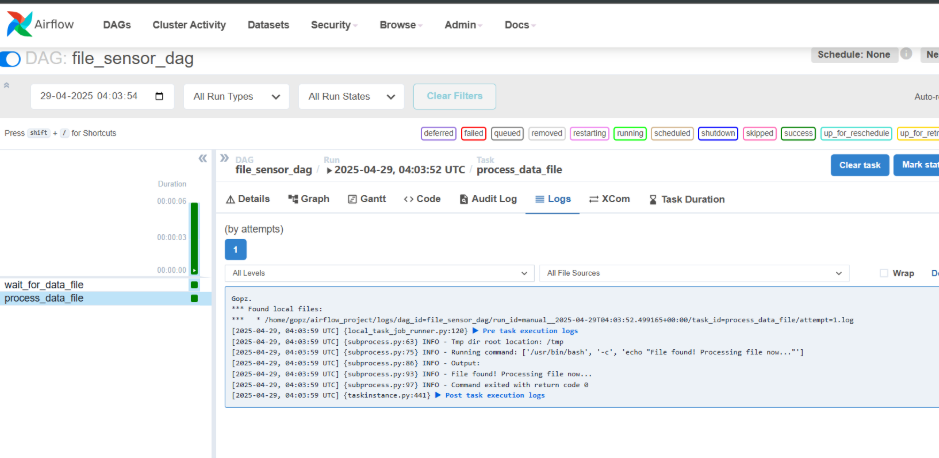 Airflow DAGs Cluster Activity Datasets Security Browse Admin Docs
DAG: file_sensor_dag Schedule: None i
29-04-2025 04:03:54 All Run Types All Run States Clear Filters
Press shift + / for Shortcuts deferred failed queued removed restarting running scheduled shutdown skipped success up_for_reschedule
DAG Run Task
file_sensor_dag / 2025-04-29, 04:03:52 UTC / process_data_file Clear task
Duration
Details Graph Gantt <> Code Audit Log Logs XCom Task Duration
00:00:06
(by attempts)
00:00:03
1
00:00:00
All Levels All File Sources Wrap
wait_for_data_file
process_data_file
Gopz.
*** Found local files:
*** * /home/gopz/airflow_project/logs/dag_id=file_sensor_dag/run_id=manual__2025-04-29T04:03:52.499165+00:00/task_id=process_data_file/attempt=1.log
[2025-04-29, 04:03:59 UTC] {local_task_job_runner.py:120} ▶ Pre task execution logs
[2025-04-29, 04:03:59 UTC] {subprocess.py:63} INFO - Tmp dir root location: /tmp
[2025-04-29, 04:03:59 UTC] {subprocess.py:75} INFO - Running command: ['/usr/bin/bash', '-c', 'echo "File found! Processing file now..."']
[2025-04-29, 04:03:59 UTC] {subprocess.py:86} INFO - Output:
[2025-04-29, 04:03:59 UTC] {subprocess.py:93} INFO - File found! Processing file now...
[2025-04-29, 04:03:59 UTC] {subprocess.py:97} INFO - Command exited with return code 0
[2025-04-29, 04:03:59 UTC] {taskinstance.py:441} ▶ Post task execution logs